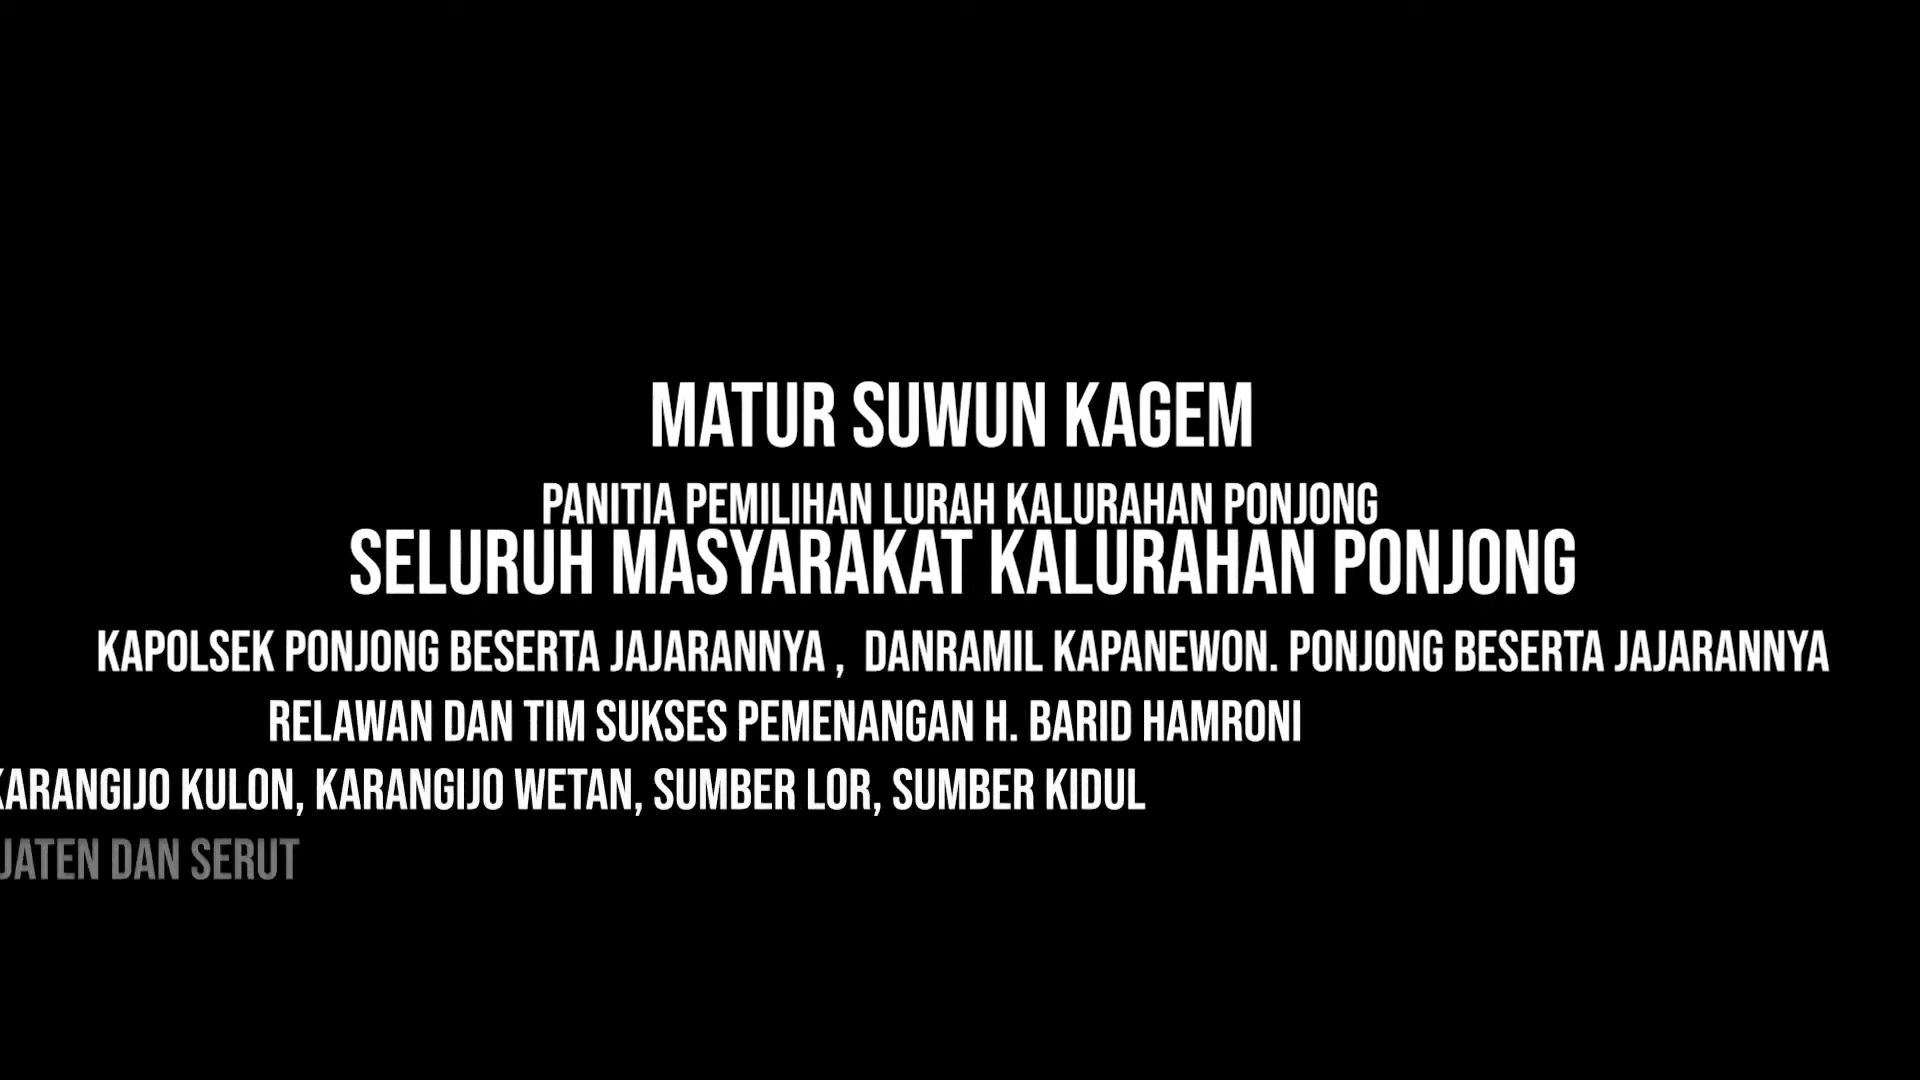 MATUR SUWUN KAGEM
PANITIA PEMILIHAN LURAH KALURAHAN PONJONG
SELURUH MASYARAKAT KALURAHAN PONJONG
KAPOLSEK PONJONG BESERTA JAJARANNYA , DANRAMIL KAPANEWON. PONJONG BESERTA JAJARANNYA
RELAWAN DAN TIM SUKSES PEMENANGAN H. BARID HAMRONI
KARANGIJO KULON, KARANGIJO WETAN, SUMBER LOR, SUMBER KIDUL
JATEN DAN SERUT